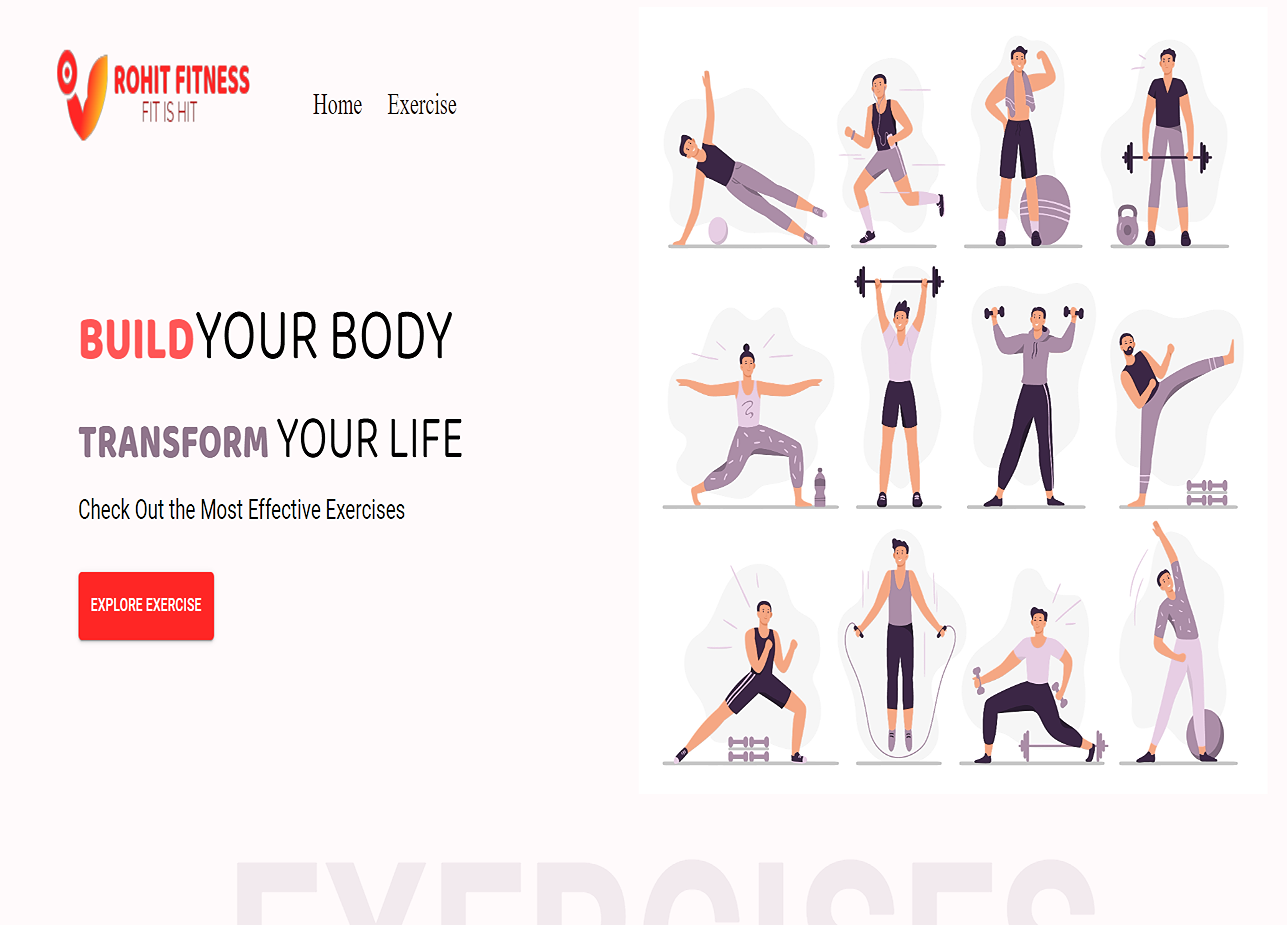 ROHIT FITNESS
FIT IS HIT
Home Exercise
BUILDYOUR BODY
TRANSFORM YOUR LIFE
Check Out the Most Effective Exercises
EXPLORE EXERCISE
EXERCISES